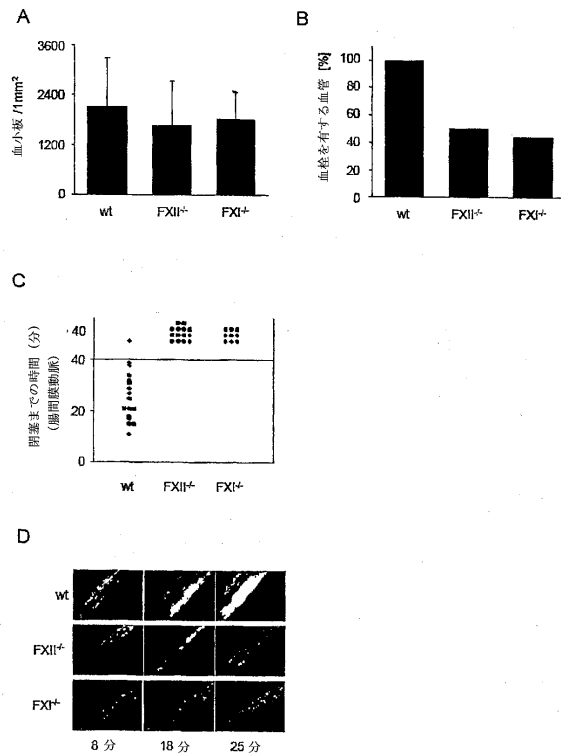 A
血小板/1mm²
3600
2400
1200
0
wt
FXII-/-
FXI-/-
B
血栓を有する血管 [%]
100
80
60
40
20
0
wt
FXII-/-
FXI-/-
C
閉塞までの時間(分)
(腸間膜動脈)
40
40
20
0
wt
FXII-/-
FXI-/-
D
wt
FXII-/-
FXI-/-
8 分
18 分
25 分